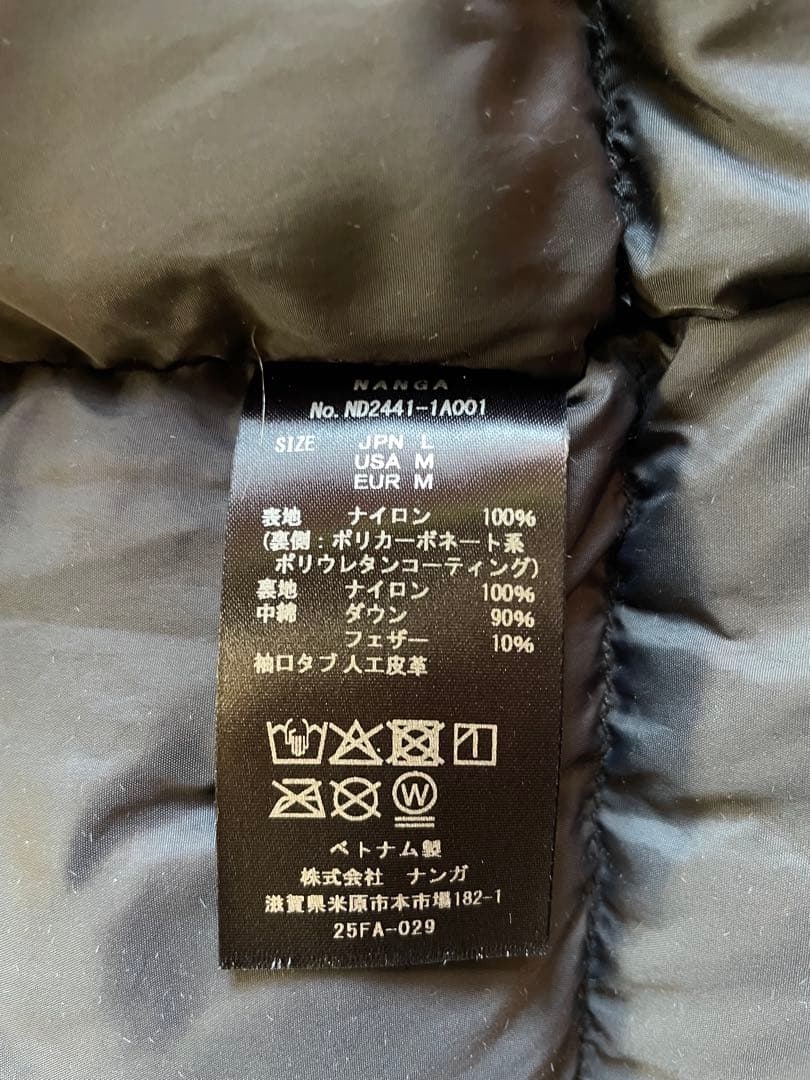 NANGA
No. ND2441-1A001
SIZE JPN L
USA M
EUR M
表地 ナイロン 100%
(裏側:ポリカーボネート系
ポリウレタンコーティング)
裏地 ナイロン 100%
中綿 ダウン 90%
フェザー 10%
袖口タブ 人工皮革
W
ベトナム製
株式会社 ナンガ
滋賀県米原市本市場182-1
25FA-029